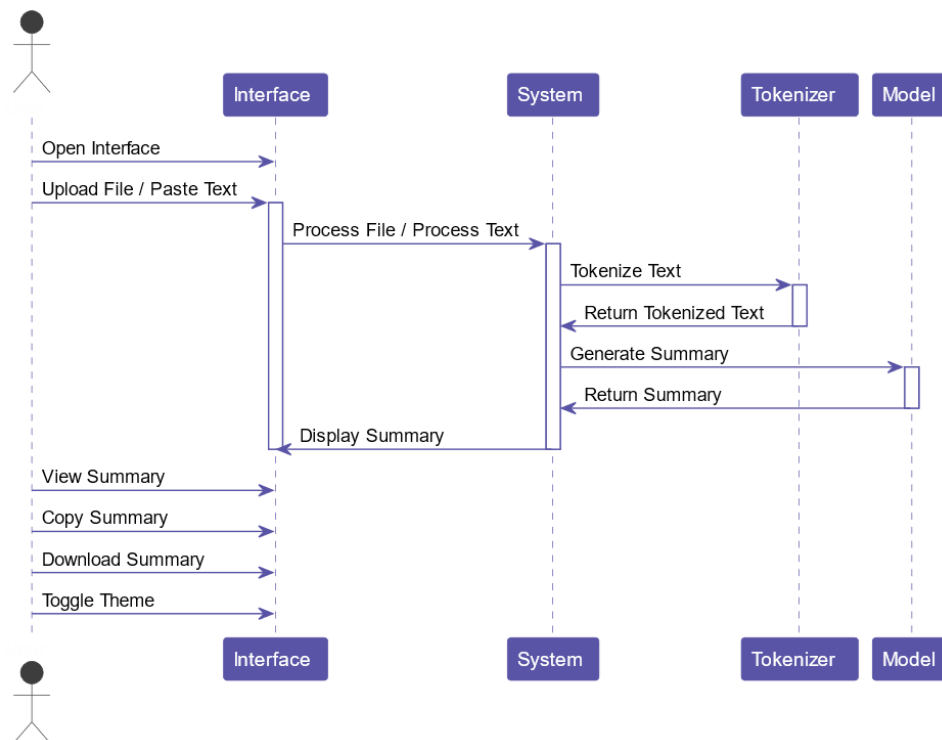 Interface
System
Tokenizer
Model
Open Interface
Upload File / Paste Text
Process File / Process Text
Tokenize Text
Return Tokenized Text
Generate Summary
Return Summary
Display Summary
View Summary
Copy Summary
Download Summary
Toggle Theme
Interface
System
Tokenizer
Model